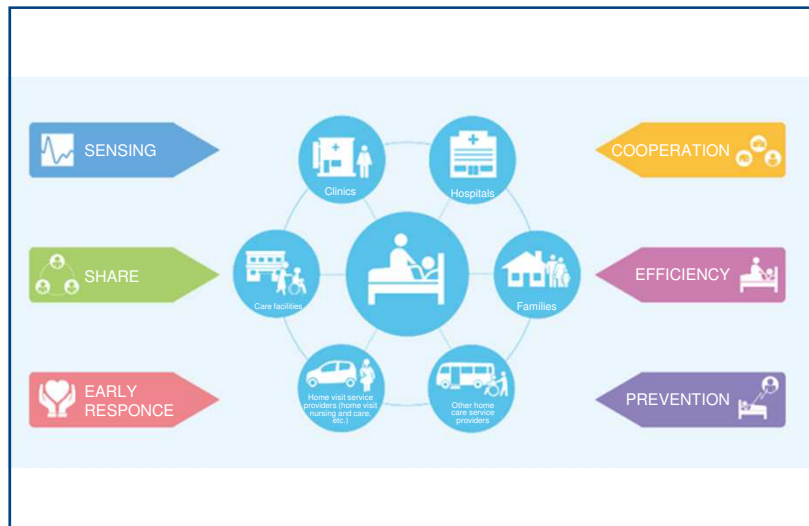 SENSING
SHARE
EARLY
RESPONCE
Clinics
Hospitals
Care facilities
Families
Home visit service
providers (home visit
nursing and care,
etc.)
Other home
care service
providers
COOPERATION
EFFICIENCY
PREVENTION